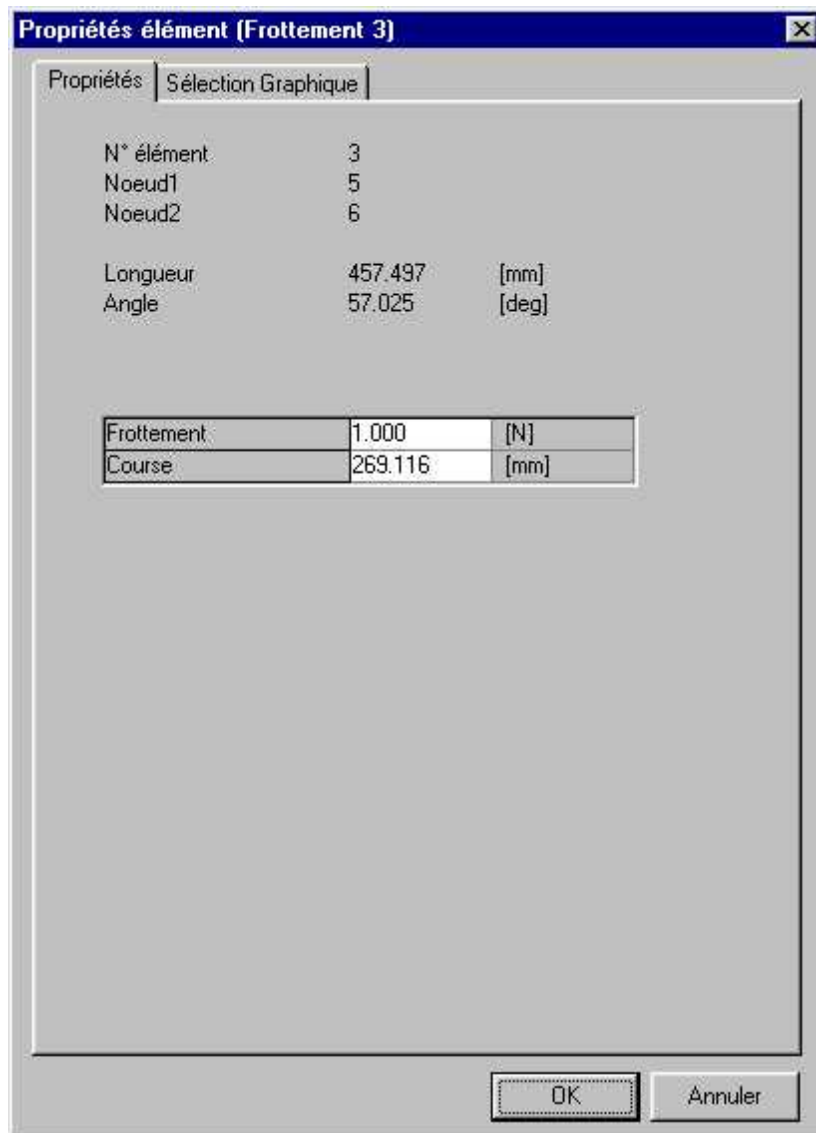 Propriétés élément (Frottement 3)
Propriétés Sélection Graphique
N° élément 3
Noeud1 5
Noeud2 6
Longueur 457.497 [mm]
Angle 57.025 [deg]
Frottement 1.000 [N]
Course 269.116 [mm]
OK Annuler